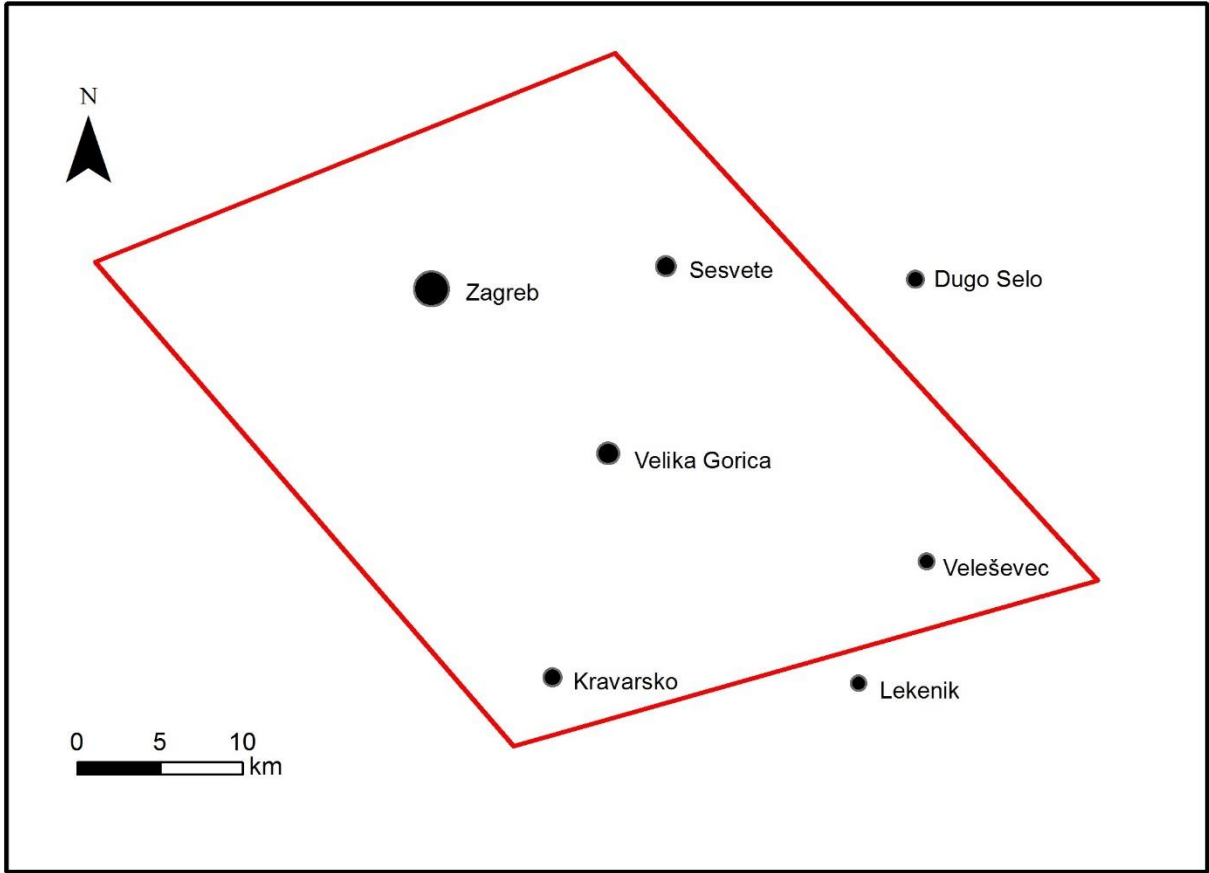 N
Sesvete
Dugo Selo
Zagreb
Velika Gorica
Veleševec
Kravarsko
Lekenik
0 5 10
km